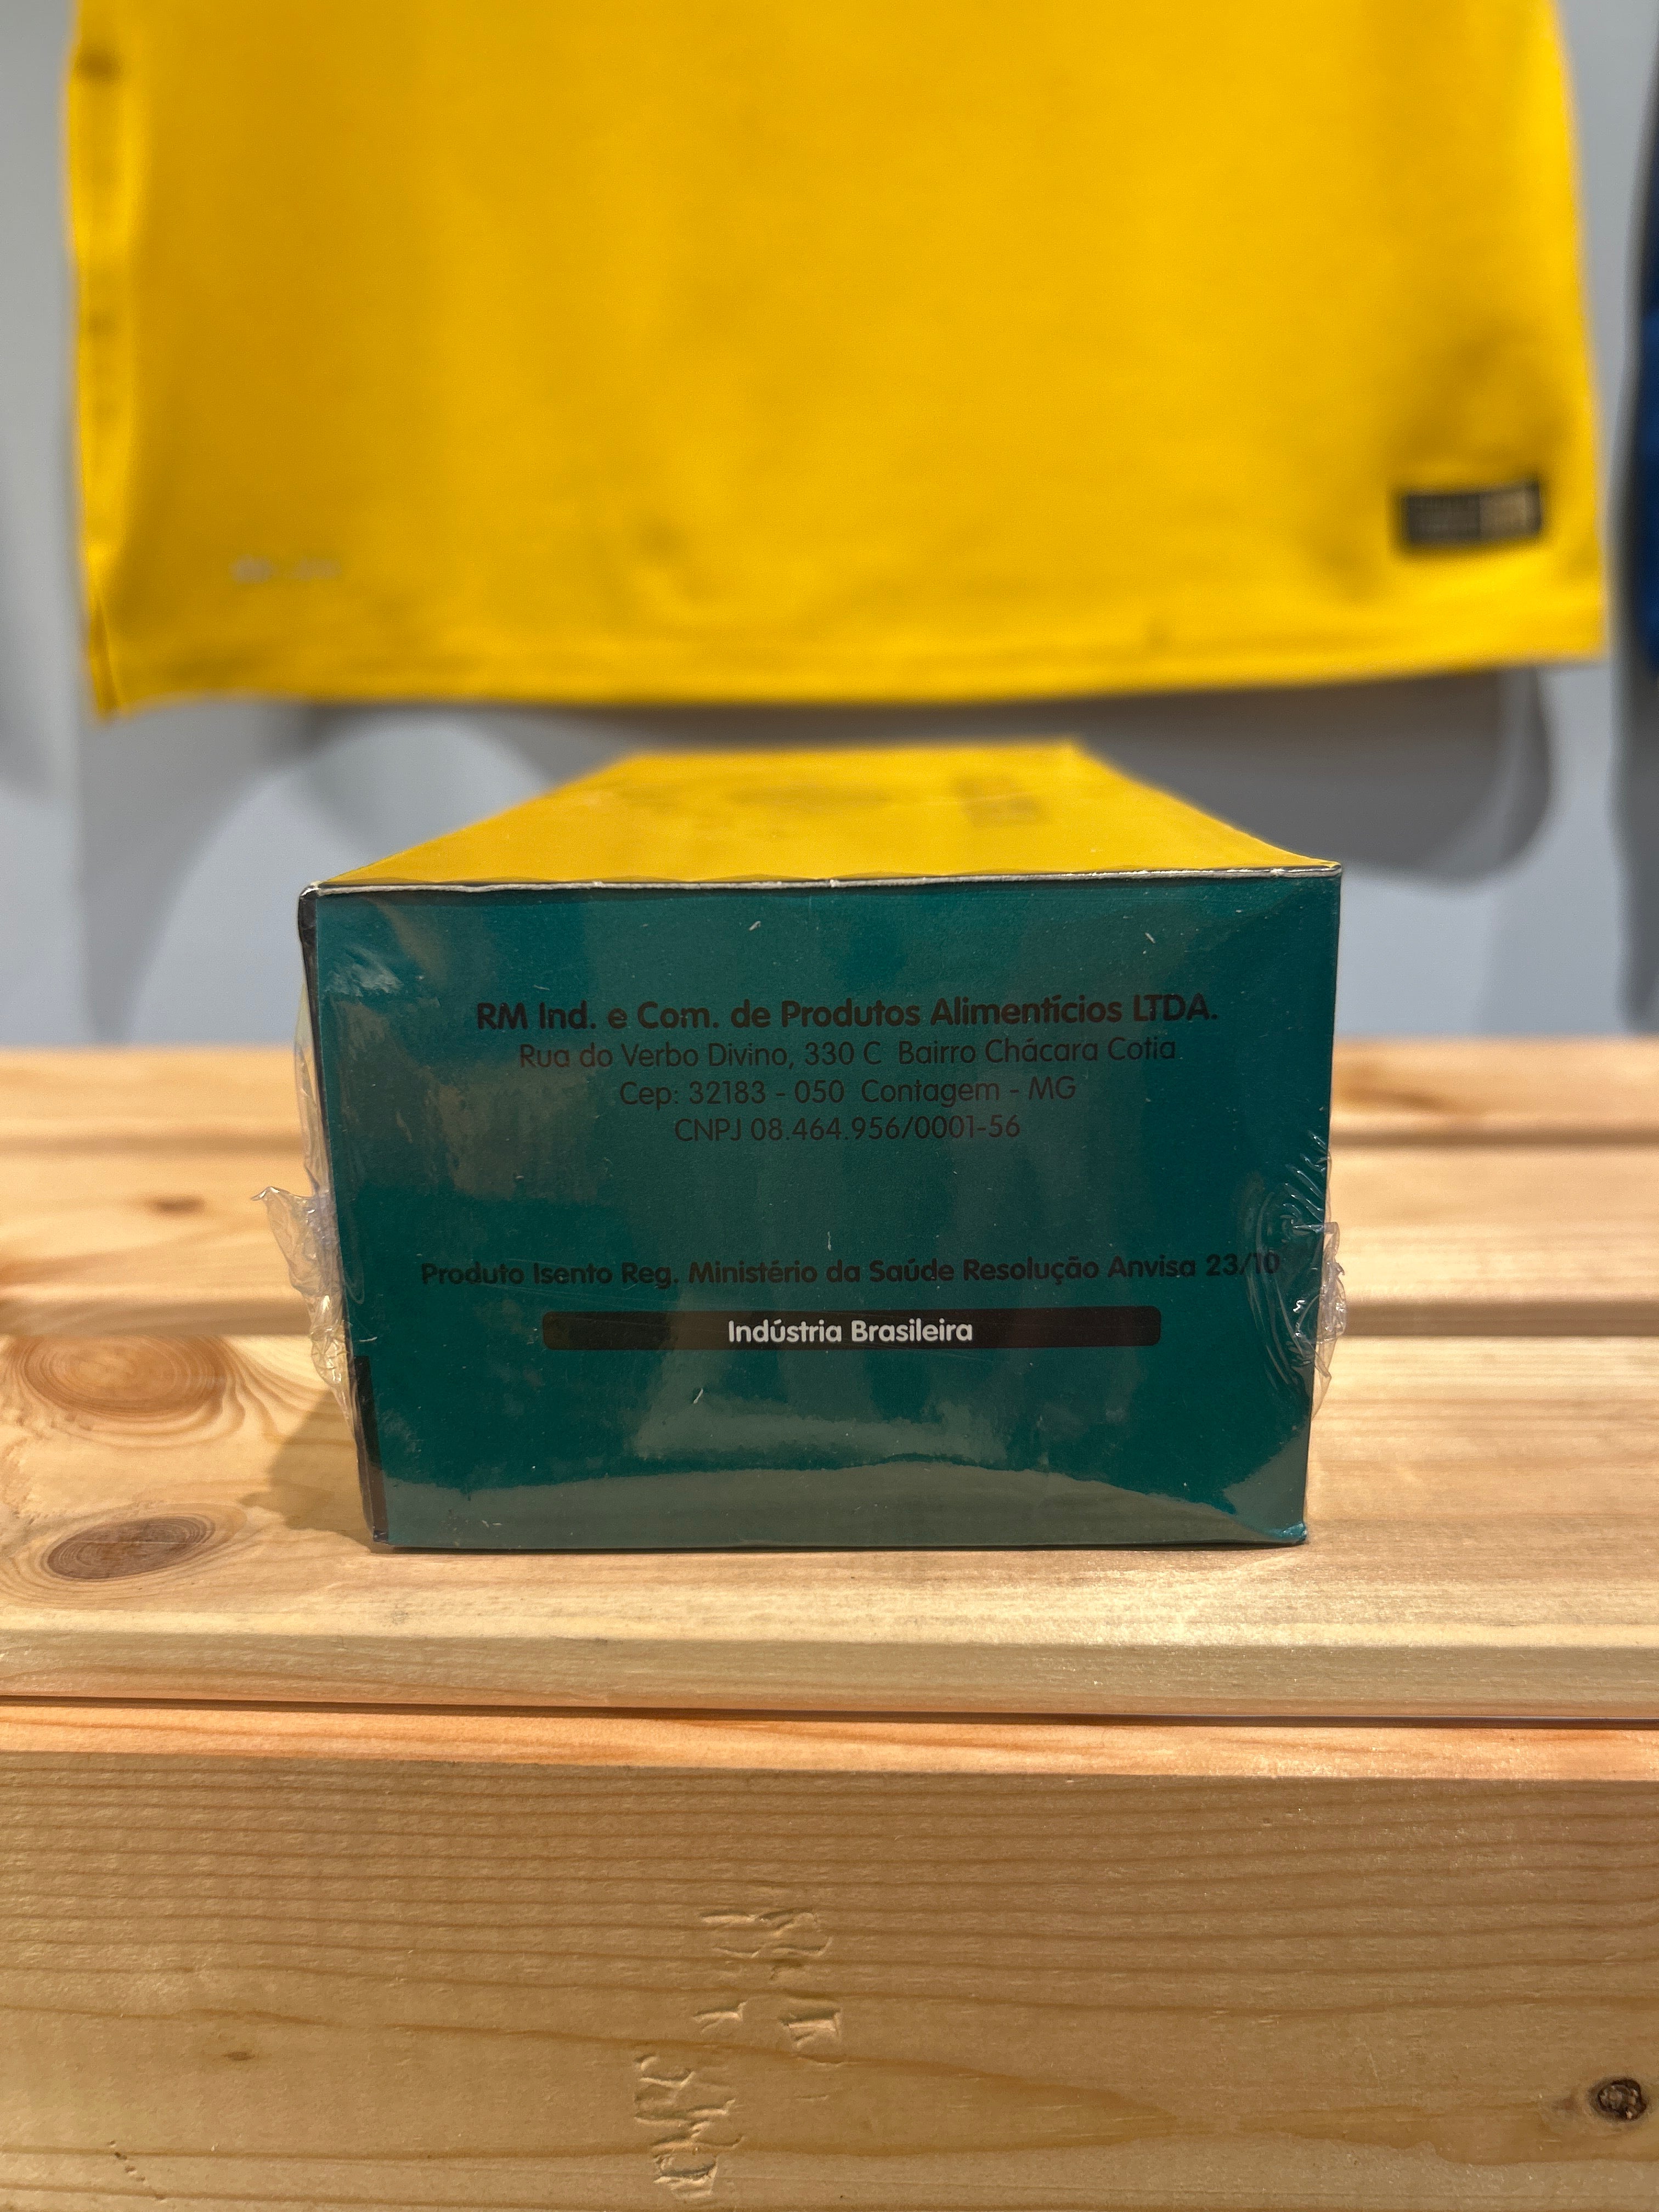 RM Ind. e Com. de Produtos Alimentícios LTDA.
Rua do Verbo Divino, 330 C Bairro Chácara Cotia
Cep: 32183 - 050 Contagem - MG
CNPJ 08.464.956/0001-56
Produto Isento Reg. Ministério da Saúde Resolução Anvisa 23/10
Indústria Brasileira